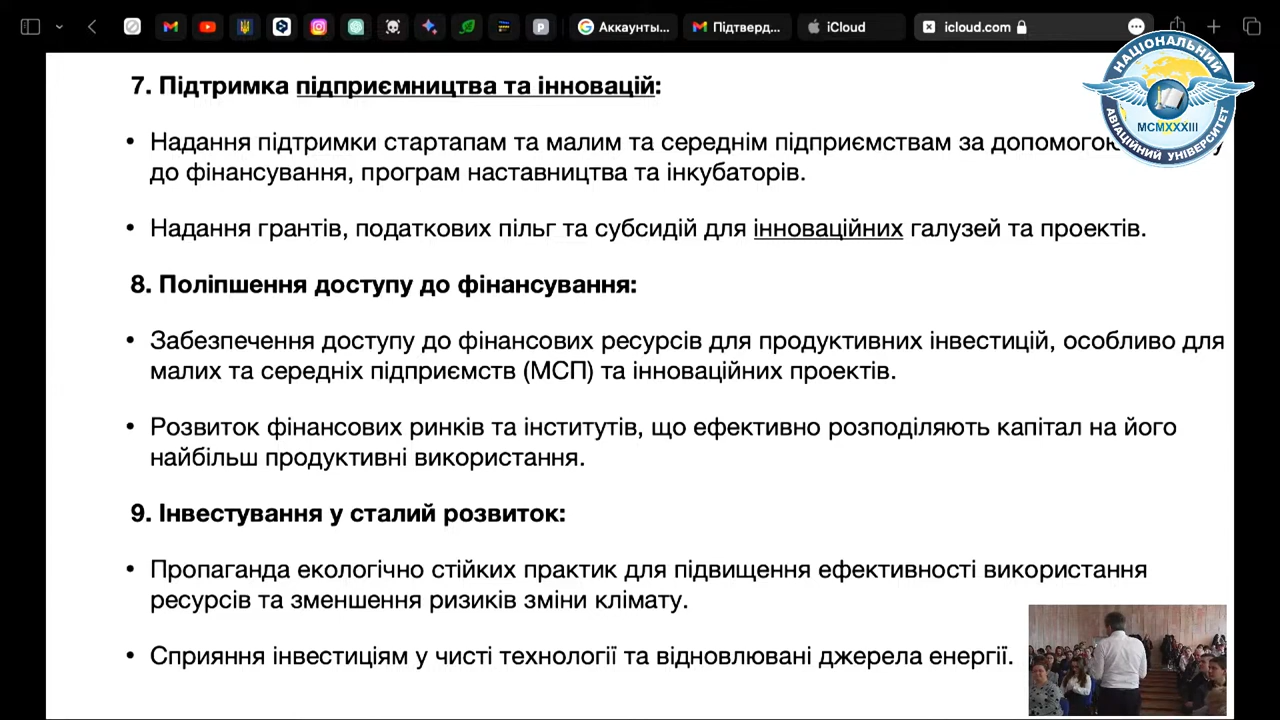 Аккаунты...
Підтверд...
iCloud
icloud.com
НАЦІОНАЛЬНИЙ
МСМХХХІІІ
АВІАЦІЙНИЙ УНІВЕРСИТЕТ
7. Підтримка підприємництва та інновацій:
• Надання підтримки стартапам та малим та середнім підприємствам за
до фінансування, програм наставництва та інкубаторів.
• Надання грантів, податкових пільг та субсидій для інноваційних галузей та проектів.
8. Поліпшення доступу до фінансування:
• Забезпечення доступу до фінансових ресурсів для продуктивних інвестицій, особливо для
малих та середніх підприємств (МСП) та інноваційних проектів.
• Розвиток фінансових ринків та інститутів, що ефективно розподіляють капітал на його
найбільш продуктивні використання.
9. Інвестування у сталий розвиток:
• Пропаганда екологічно стійких практик для підвищення ефективності використання
ресурсів та зменшення ризиків зміни клімату.
• Сприяння інвестиціям у чисті технології та відновлювані джерела енергії.